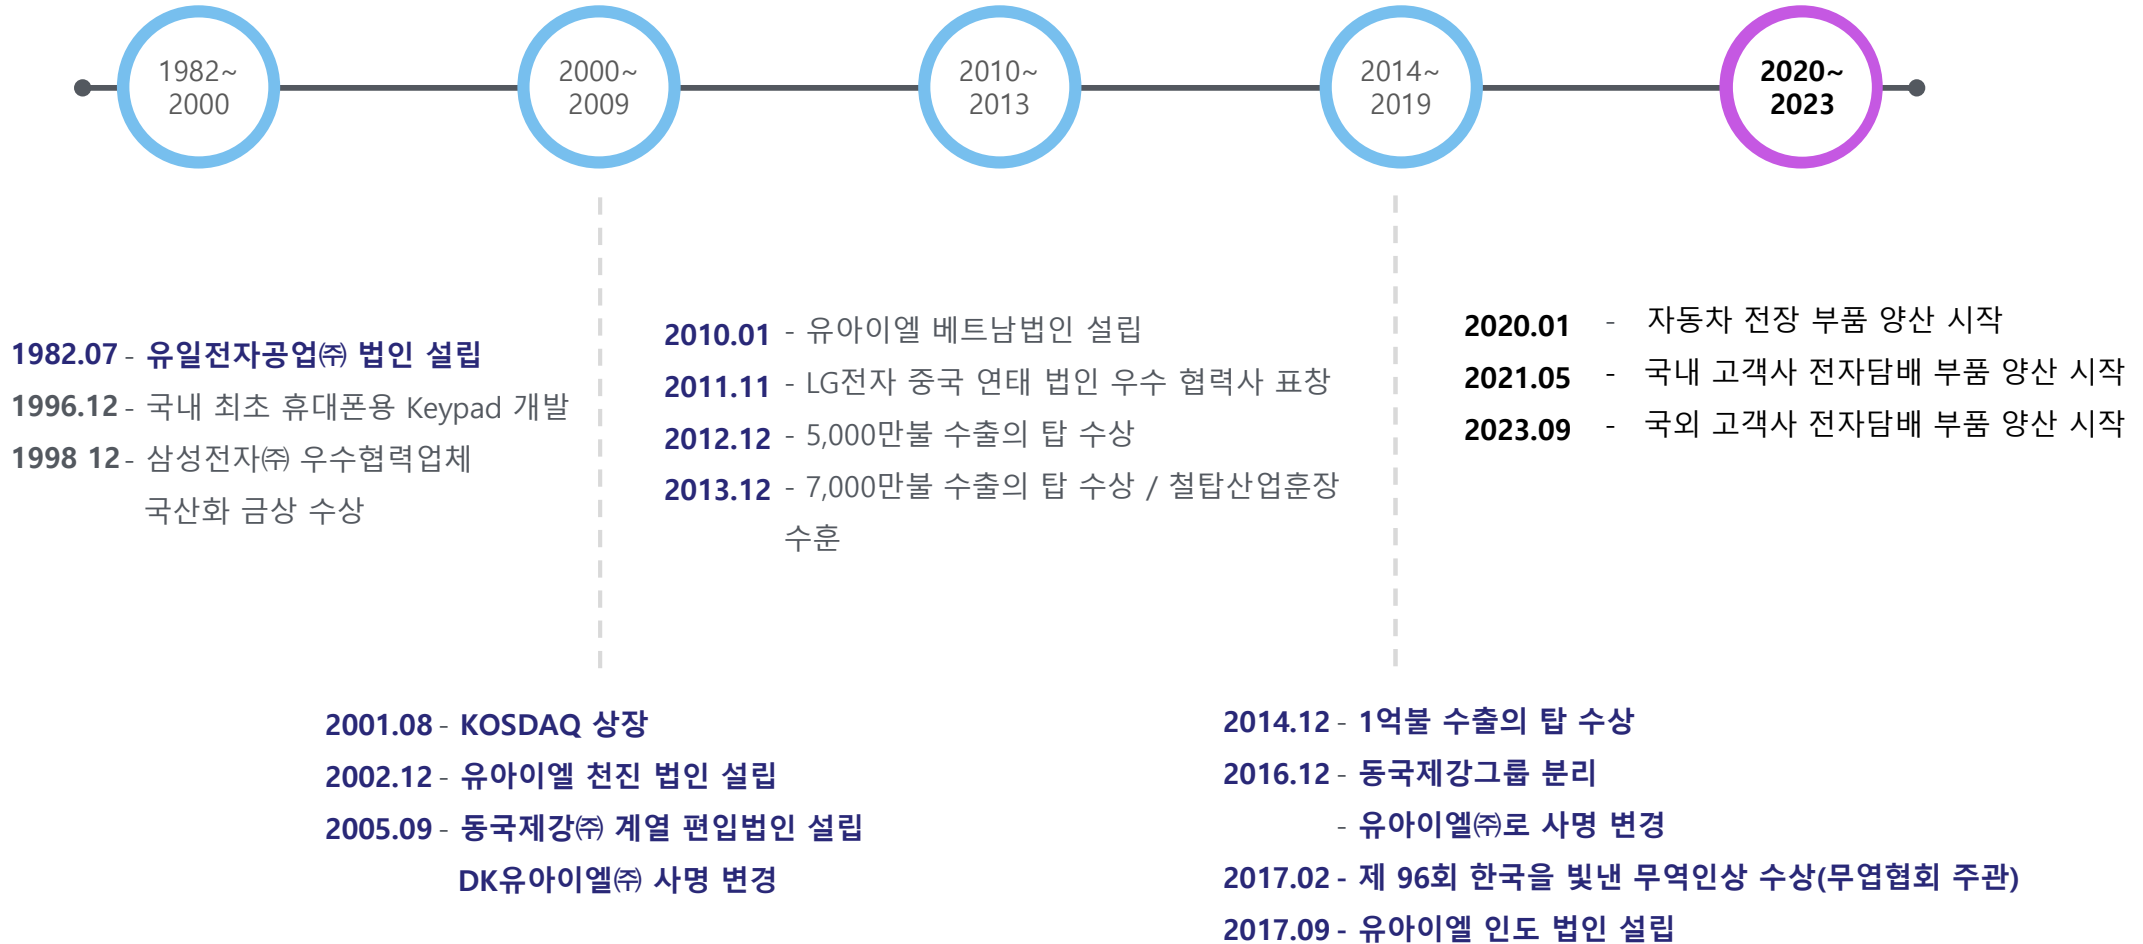 1982~
2000
2000~
2009
2010~
2013
2014~
2019
2020~
2023
1982.07 - 유일전자공업㈜ 법인 설립
1996.12 - 국내 최초 휴대폰용 Keypad 개발
1998 12 - 삼성전자㈜ 우수협력업체
국산화 금상 수상
2001.08 - KOSDAQ 상장
2002.12 - 유아이엘 천진 법인 설립
2005.09 - 동국제강㈜ 계열 편입법인 설립
DK유아이엘㈜ 사명 변경
2010.01 - 유아이엘 베트남법인 설립
2011.11 - LG전자 중국 연태 법인 우수 협력사 표창
2012.12 - 5,000만불 수출의 탑 수상
2013.12 - 7,000만불 수출의 탑 수상 / 철탑산업훈장
수훈
2014.12 - 1억불 수출의 탑 수상
2016.12 - 동국제강그룹 분리
- 유아이엘㈜로 사명 변경
2017.02 - 제 96회 한국을 빛낸 무역인상 수상(무엽협회 주관)
2017.09 - 유아이엘 인도 법인 설립
2020.01 - 자동차 전장 부품 양산 시작
2021.05 - 국내 고객사 전자담배 부품 양산 시작
2023.09 - 국외 고객사 전자담배 부품 양산 시작